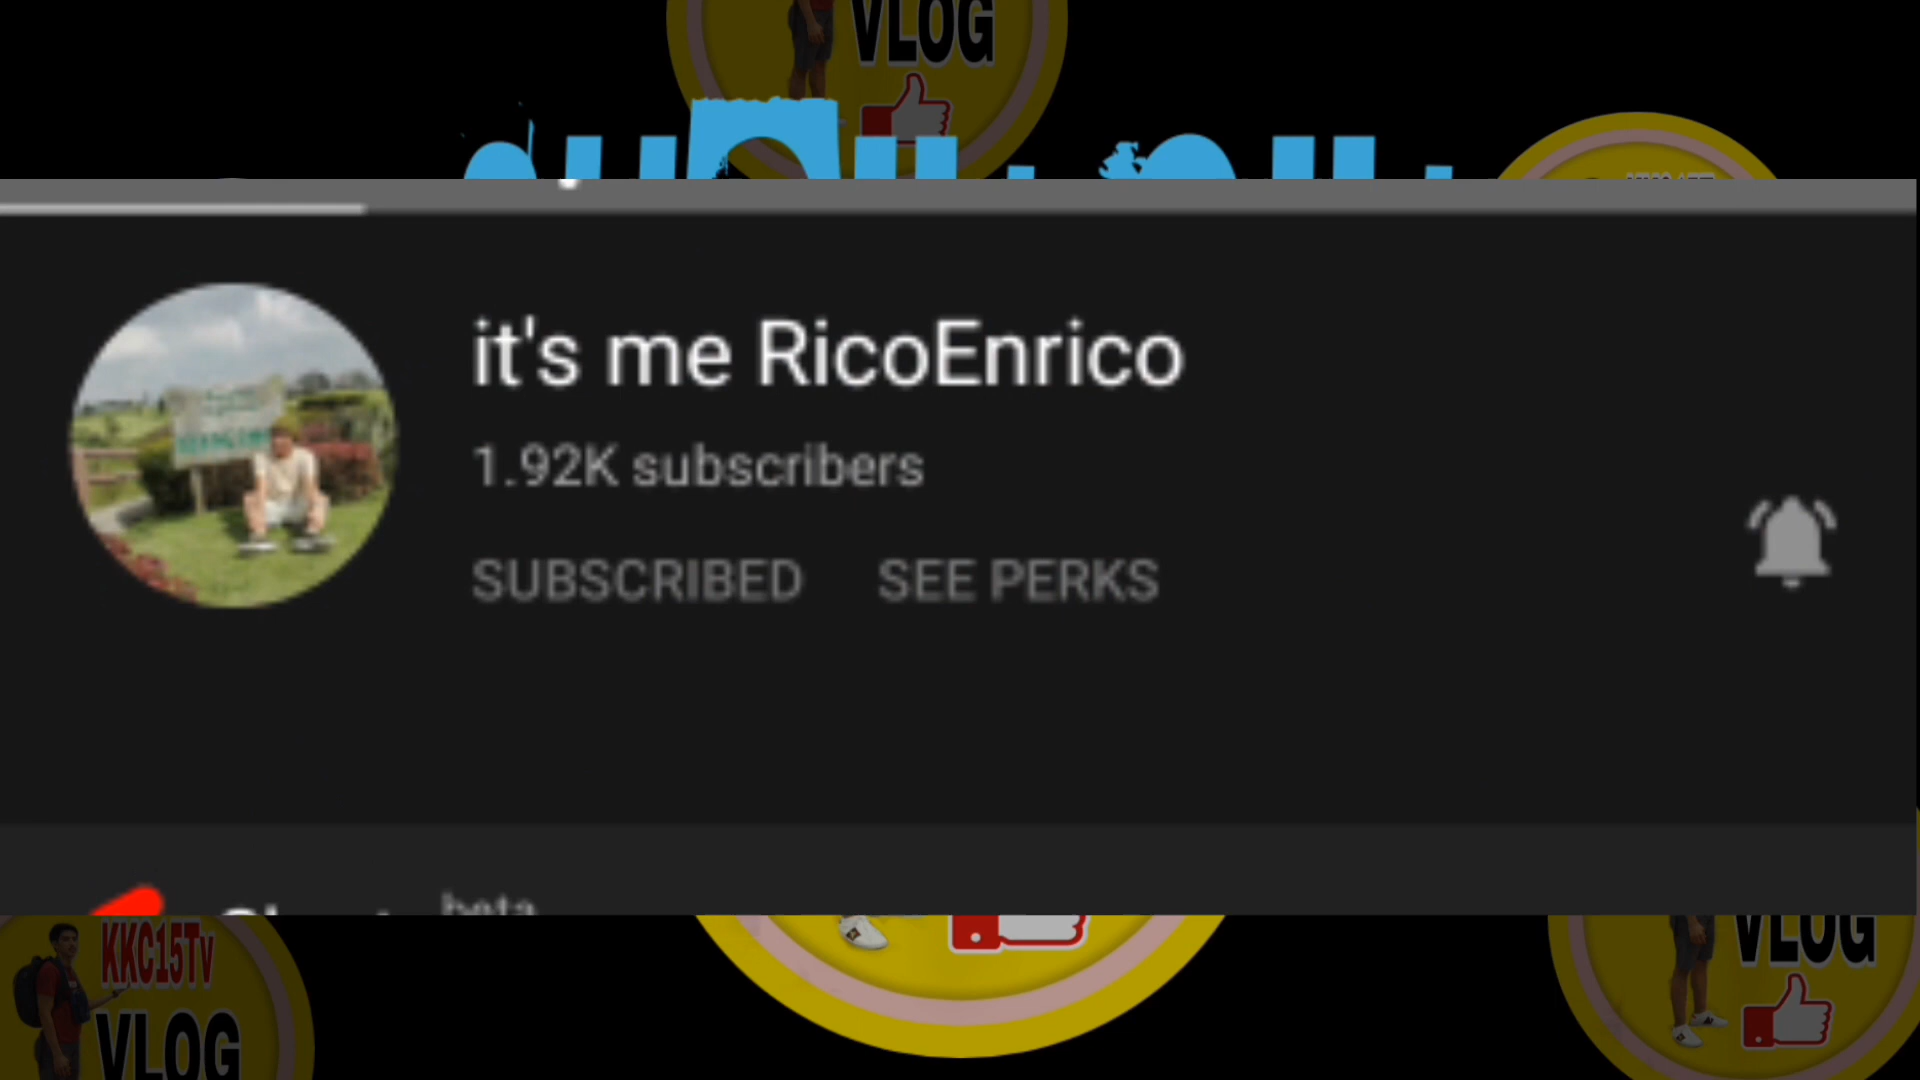 VLOG
it's me RicoEnrico
1.92K subscribers
SUBSCRIBED SEE PERKS
beta
KKC15Tv
VLOG
VLOG